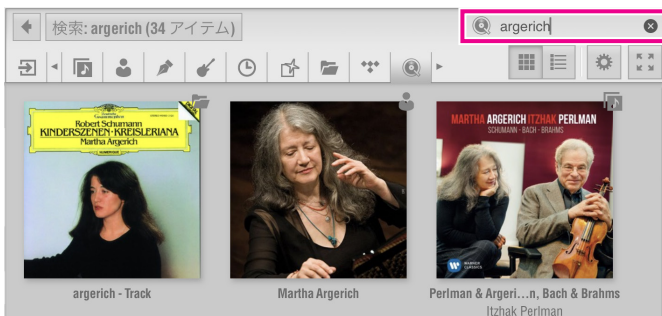 検索: argerich (34 アイテム)
argerich
Robert Schumann
KINDERSZENEN·KREISLERIANA
Martha Argerich
MARTHA ARGERICH ITZHAK PERLMAN
SCHUMANN · BACH · BRAHMS
WARNER
CLASSICS
argerich - Track
Martha Argerich
Perlman & Argeri…n, Bach & Brahms
Itzhak Perlman